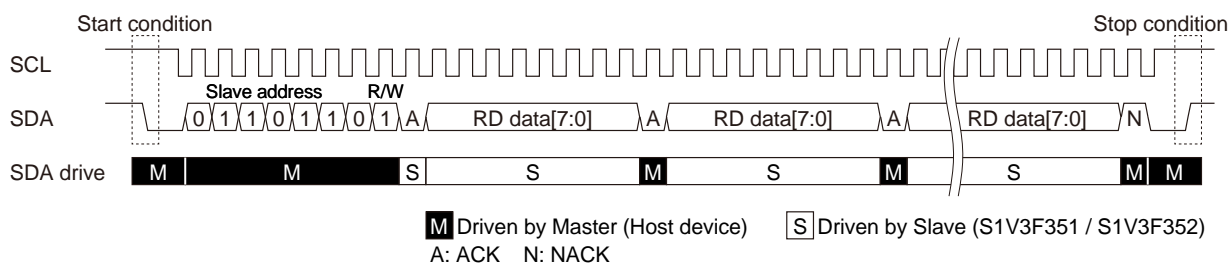 Start condition Stop condition
SCL
Slave address R/W
SDA 0 1 1 0 1 1 0 1 A RD data[7:0] A RD data[7:0] A RD data[7:0] N
SDA drive M M S S M S M S M M
M Driven by Master (Host device) S Driven by Slave (S1V3F351 / S1V3F352)
A: ACK N: NACK